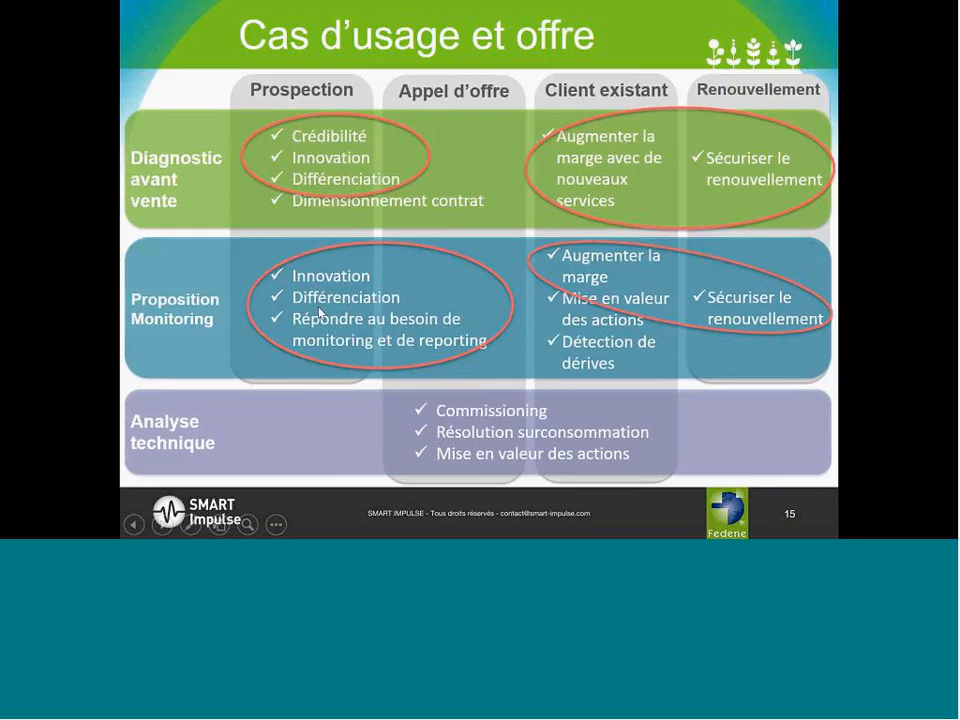 Cas d'usage et offre
Prospection
Appel d'offre
Client existant
Renouvellement
Diagnostic
avant
vente
✓ Crédibilité
✓ Innovation
✓ Différenciation
✓ Dimensionnement contrat
✓Augmenter la
marge avec de
nouveaux
services
✓Sécuriser le
renouvellement
Proposition
Monitoring
✓ Innovation
✓ Différenciation
✓ Répondre au besoin de
monitoring et de reporting
✓Augmenter la
marge
✓Mise en valeur
des actions
✓Détection de
dérives
✓Sécuriser le
renouvellement
Analyse
technique
✓ Commissioning
✓ Résolution surconsommation
✓ Mise en valeur des actions
SMART
Impulse
SMART IMPULSE - Tous droits réservés - contact@smart-impulse.com
Fedene
15